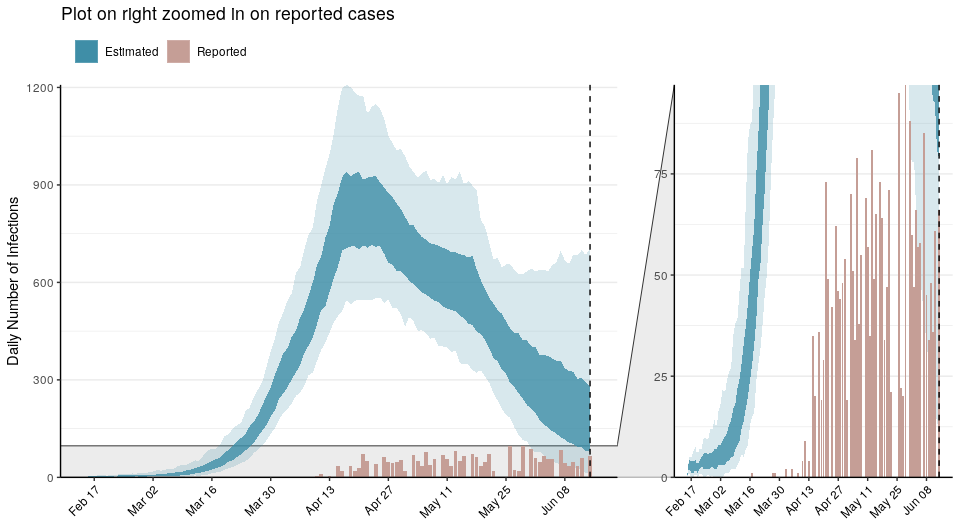 Plot on right zoomed in on reported cases
Estimated Reported
Daily Number of Infections
1200
900
600
300
0
Feb 17 Mar 02 Mar 16 Mar 30 Apr 13 Apr 27 May 11 May 25 Jun 08
75
50
25
0
Feb 17 Mar 02 Mar 16 Mar 30 Apr 13 Apr 27 May 11 May 25 Jun 08